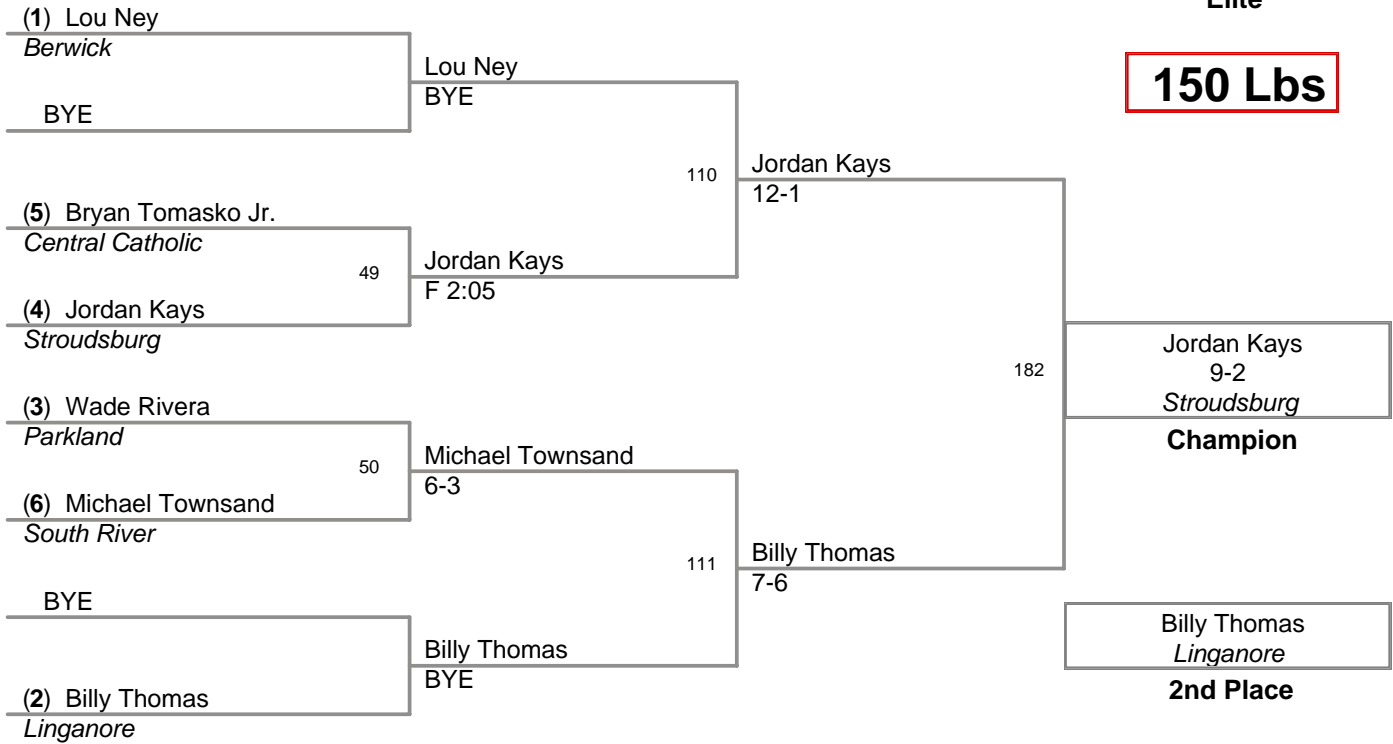 Elite
150 Lbs
(1) Lou Ney
Berwick
BYE
(5) Bryan Tomasko Jr.
Central Catholic
49
(4) Jordan Kays
Stroudsburg
(3) Wade Rivera
Parkland
50
(6) Michael Townsand
South River
BYE
(2) Billy Thomas
Linganore
Lou Ney
BYE
110
Jordan Kays
F 2:05
Michael Townsand
6-3
111
Billy Thomas
BYE
Jordan Kays
12-1
182
Billy Thomas
7-6
Jordan Kays
9-2
Stroudsburg
Champion
Billy Thomas
Linganore
2nd Place